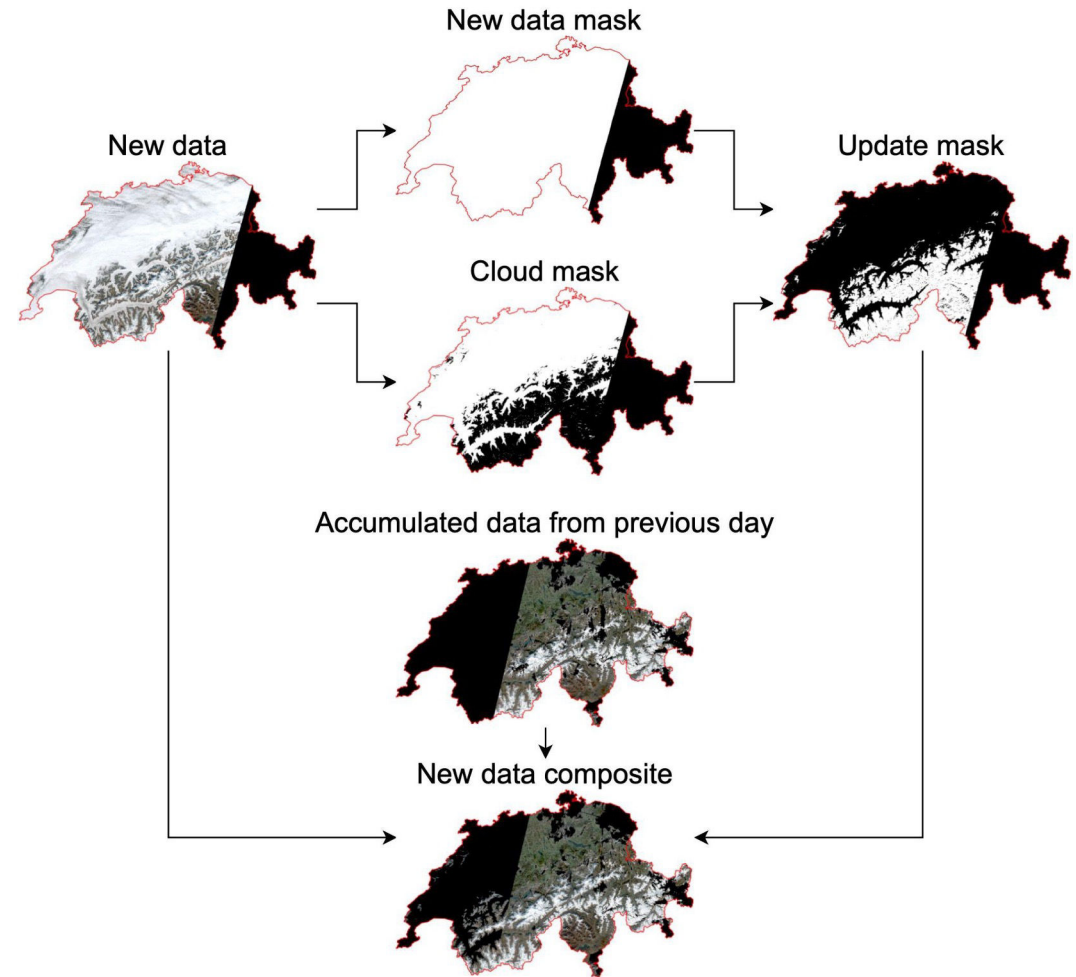 New data mask
New data
Update mask
Cloud mask
Accumulated data from previous day
New data composite